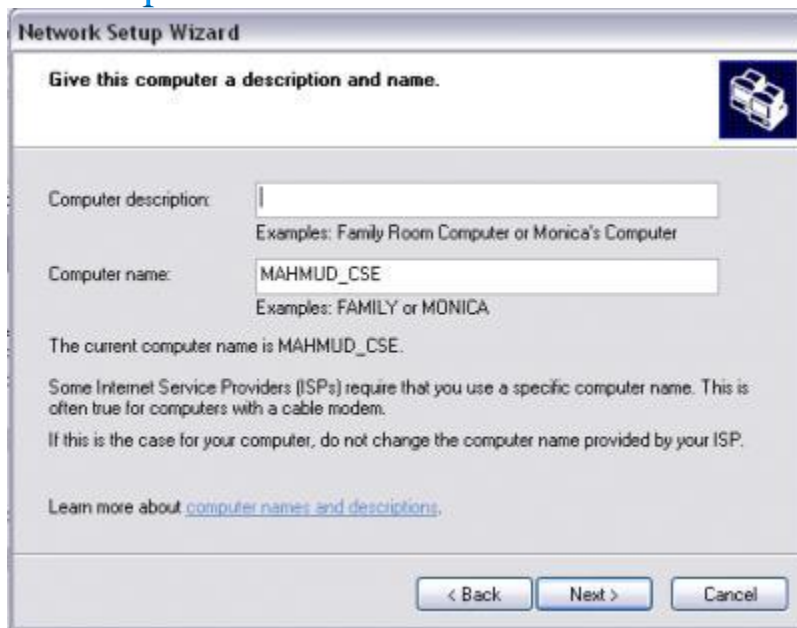 Network Setup Wizard
Give this computer a description and name.
Computer description:
Examples: Family Room Computer or Monica's Computer
Computer name: MAHMUD_CSE
Examples: FAMILY or MONICA
The current computer name is MAHMUD_CSE.
Some Internet Service Providers (ISPs) require that you use a specific computer name. This is
often true for computers with a cable modem.
If this is the case for your computer, do not change the computer name provided by your ISP.
Learn more about computer names and descriptions.
< Back Next > Cancel